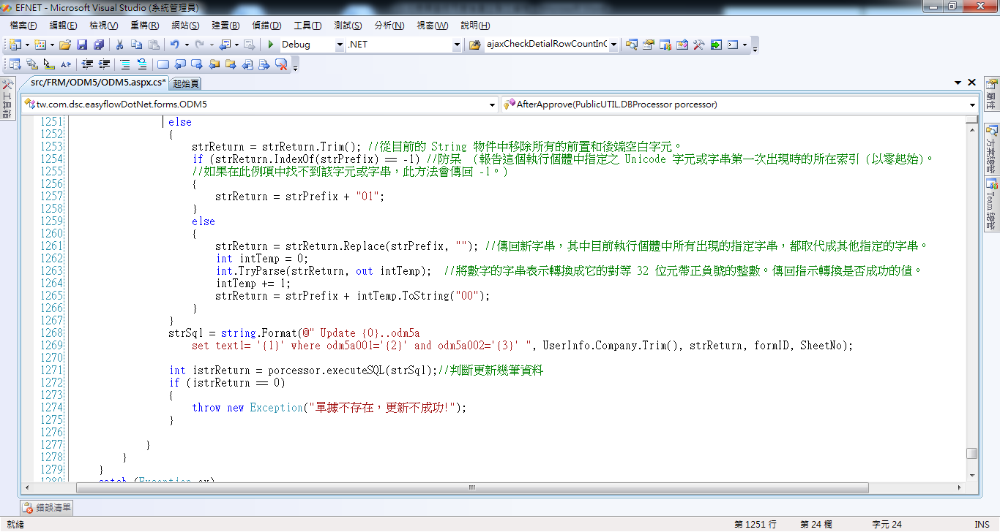 EFNET - Microsoft Visual Studio (系統管理員)
檔案(F) 編輯(E) 檢視(V) 重構(R) 網站(S) 建置(B) 偵錯(D) 工具(T) 測試(S) 分析(N) 視窗(W) 說明(H)
Debug .NET ajaxCheckDetialRowCountInC
src/FRM/ODM5/ODM5.aspx.cs* 起始頁
tw.com.dsc.easyflowDotNet.forms.ODM5 AfterApprove(PublicUTIL.DBProcessor porcessor)
工具箱
屬性
方案總管
Team 總管
1251 else
1252 {
1253 strReturn = strReturn.Trim(); //從目前的 String 物件中移除所有的前置和後端空白字元。
1254 if (strReturn.IndexOf(strPrefix) == -1) //防呆 (報告這個執行個體中指定之 Unicode 字元或字串第一次出現時的所在索引 (以零起始)。
1255 //如果在此例項中找不到該字元或字串，此方法會傳回 -1。)
1256 {
1257 strReturn = strPrefix + "01";
1258 }
1259 else
1260 {
1261 strReturn = strReturn.Replace(strPrefix, ""); //傳回新字串，其中目前執行個體中所有出現的指定字串，都取代成其他指定的字串。
1262 int intTemp = 0;
1263 int.TryParse(strReturn, out intTemp); //將數字的字串表示轉換成它的對等 32 位元帶正負號的整數。傳回指示轉換是否成功的值。
1264 intTemp += 1;
1265 strReturn = strPrefix + intTemp.ToString("00");
1266 }
1267 }
1268 strSql = string.Format(@" Update {0}..odm5a
1269 set text1= '{1}' where odm5a001='{2}' and odm5a002='{3}' ", UserInfo.Company.Trim(), strReturn, formID, SheetNo);
1270
1271 int istrReturn = porcessor.executeSQL(strSql);//判斷更新幾筆資料
1272 if (istrReturn == 0)
1273 {
1274 throw new Exception("單據不存在，更新不成功!");
1275 }
1276
1277 }
1278 }
1279 }
1280 catch (Exception ex)
錯誤清單
就緒 第 1251 行 第 24 欄 字元 24 INS